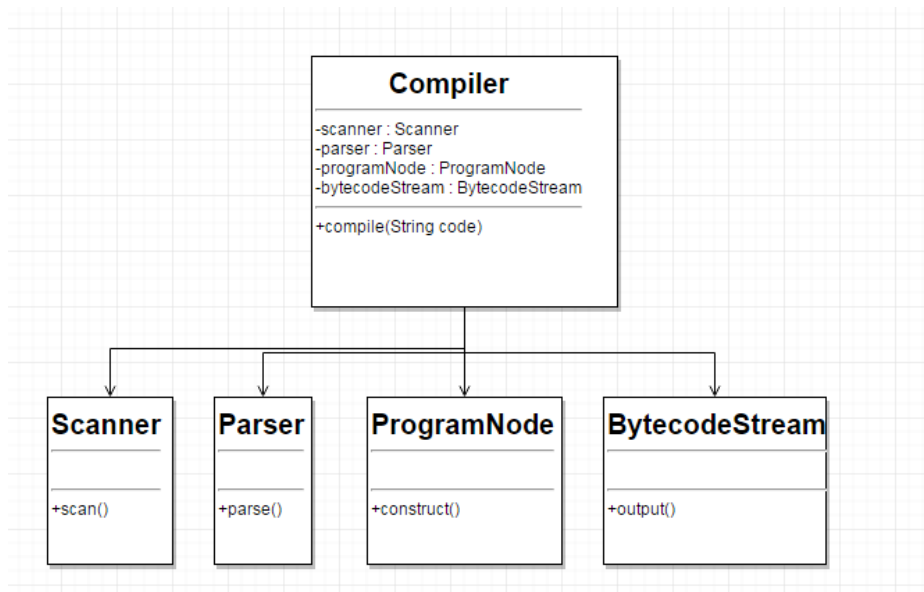 Compiler
-scanner : Scanner
-parser : Parser
-programNode : ProgramNode
-bytecodeStream : BytecodeStream
+compile(String code)
Scanner
+scan()
Parser
+parse()
ProgramNode
+construct()
BytecodeStream
+output()